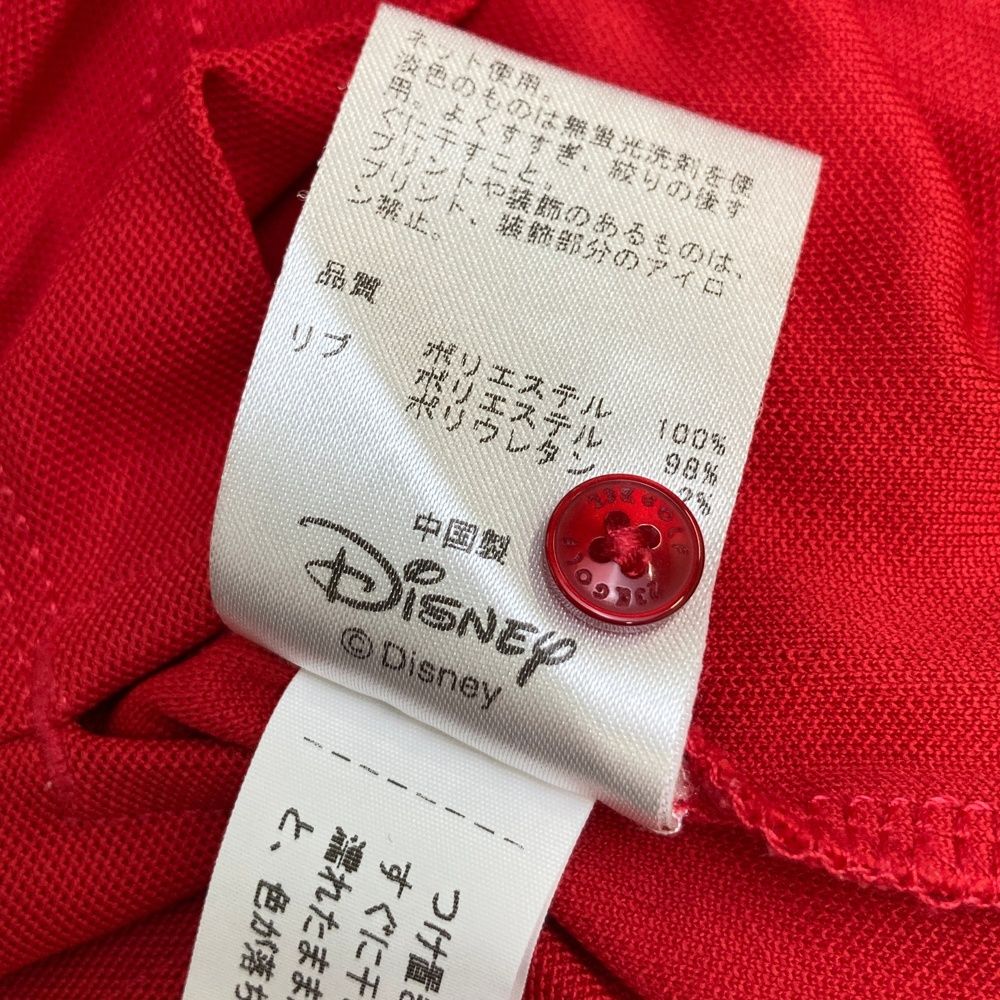 ネット使用。
淡色のものは無蛍光洗剤を使
用。よくすすぎ、絞りの後す
ぐに干すこと。
プリントや装飾のあるものは、
プリント、装飾部分のアイロ
ン禁止。
品質
ポリエステル 100%
リブ ポリエステル 98%
ポリウレタン 2%
中国製
Disney
©Disney
つけ置
すぐに干
濡れたまま
と、色が落ち